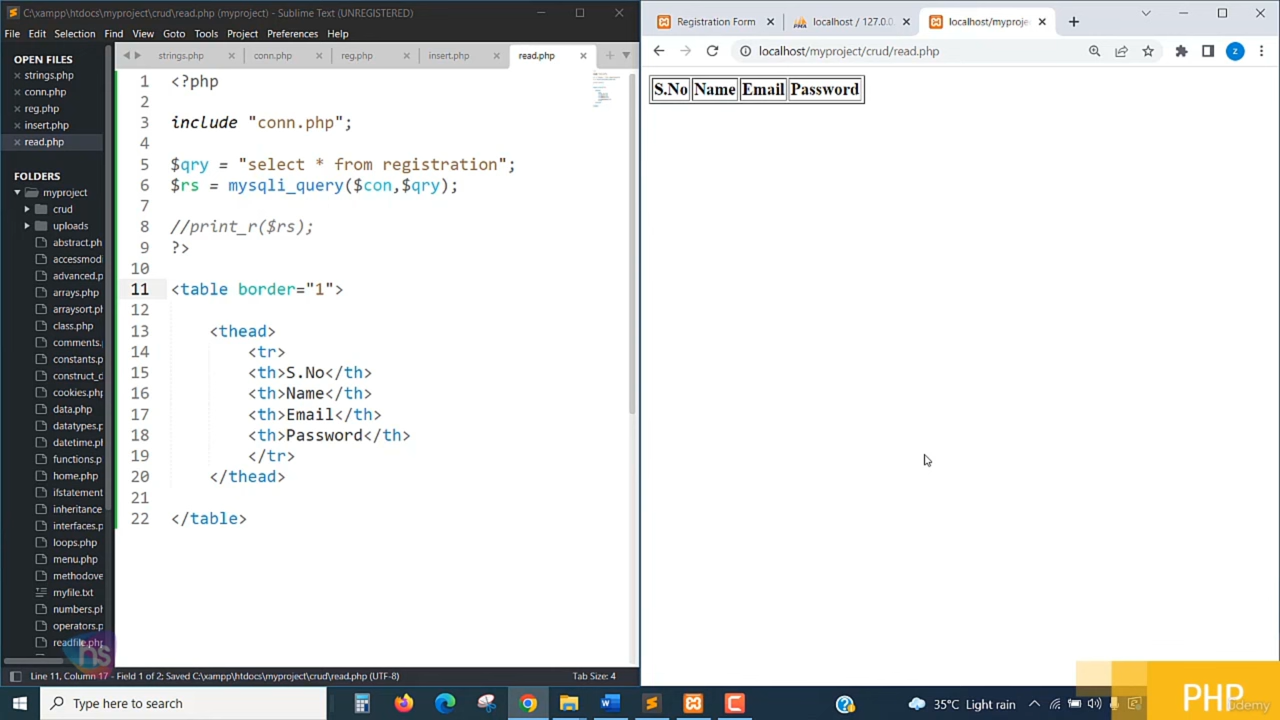 C:\xampp\htdocs\myproject\crud\read.php (myproject) - Sublime Text (UNREGISTERED)
File Edit Selection Find View Goto Tools Project Preferences Help
OPEN FILES
strings.php
conn.php
reg.php
insert.php
read.php
FOLDERS
myproject
crud
uploads
abstract.ph
accessmodi
advanced.p
arrays.php
arraysort.ph
class.php
comments.
constants.p
construct_d
cookies.php
data.php
datatypes.p
datetime.ph
functions.p
home.php
ifstatement
inheritance
interfaces.p
loops.php
menu.php
methodove
myfile.txt
numbers.ph
operators.p
readfile.php
strings.php conn.php reg.php insert.php read.php
1 <?php
2
3 include "conn.php";
4
5 $qry = "select * from registration";
6 $rs = mysqli_query($con,$qry);
7
8 //print_r($rs);
9 ?>
10
11 <table border="1">
12
13 <thead>
14 <tr>
15 <th>S.No</th>
16 <th>Name</th>
17 <th>Email</th>
18 <th>Password</th>
19 </tr>
20 </thead>
21
22 </table>
Line 11, Column 17 - Field 1 of 2; Saved C:\xampp\htdocs\myproject\crud\read.php (UTF-8) Tab Size: 4
Registration Form localhost / 127.0.0. localhost/myproje
localhost/myproject/crud/read.php
z
S.No Name Email Password
Type here to search
35°C Light rain
ns
PHP
Udemy